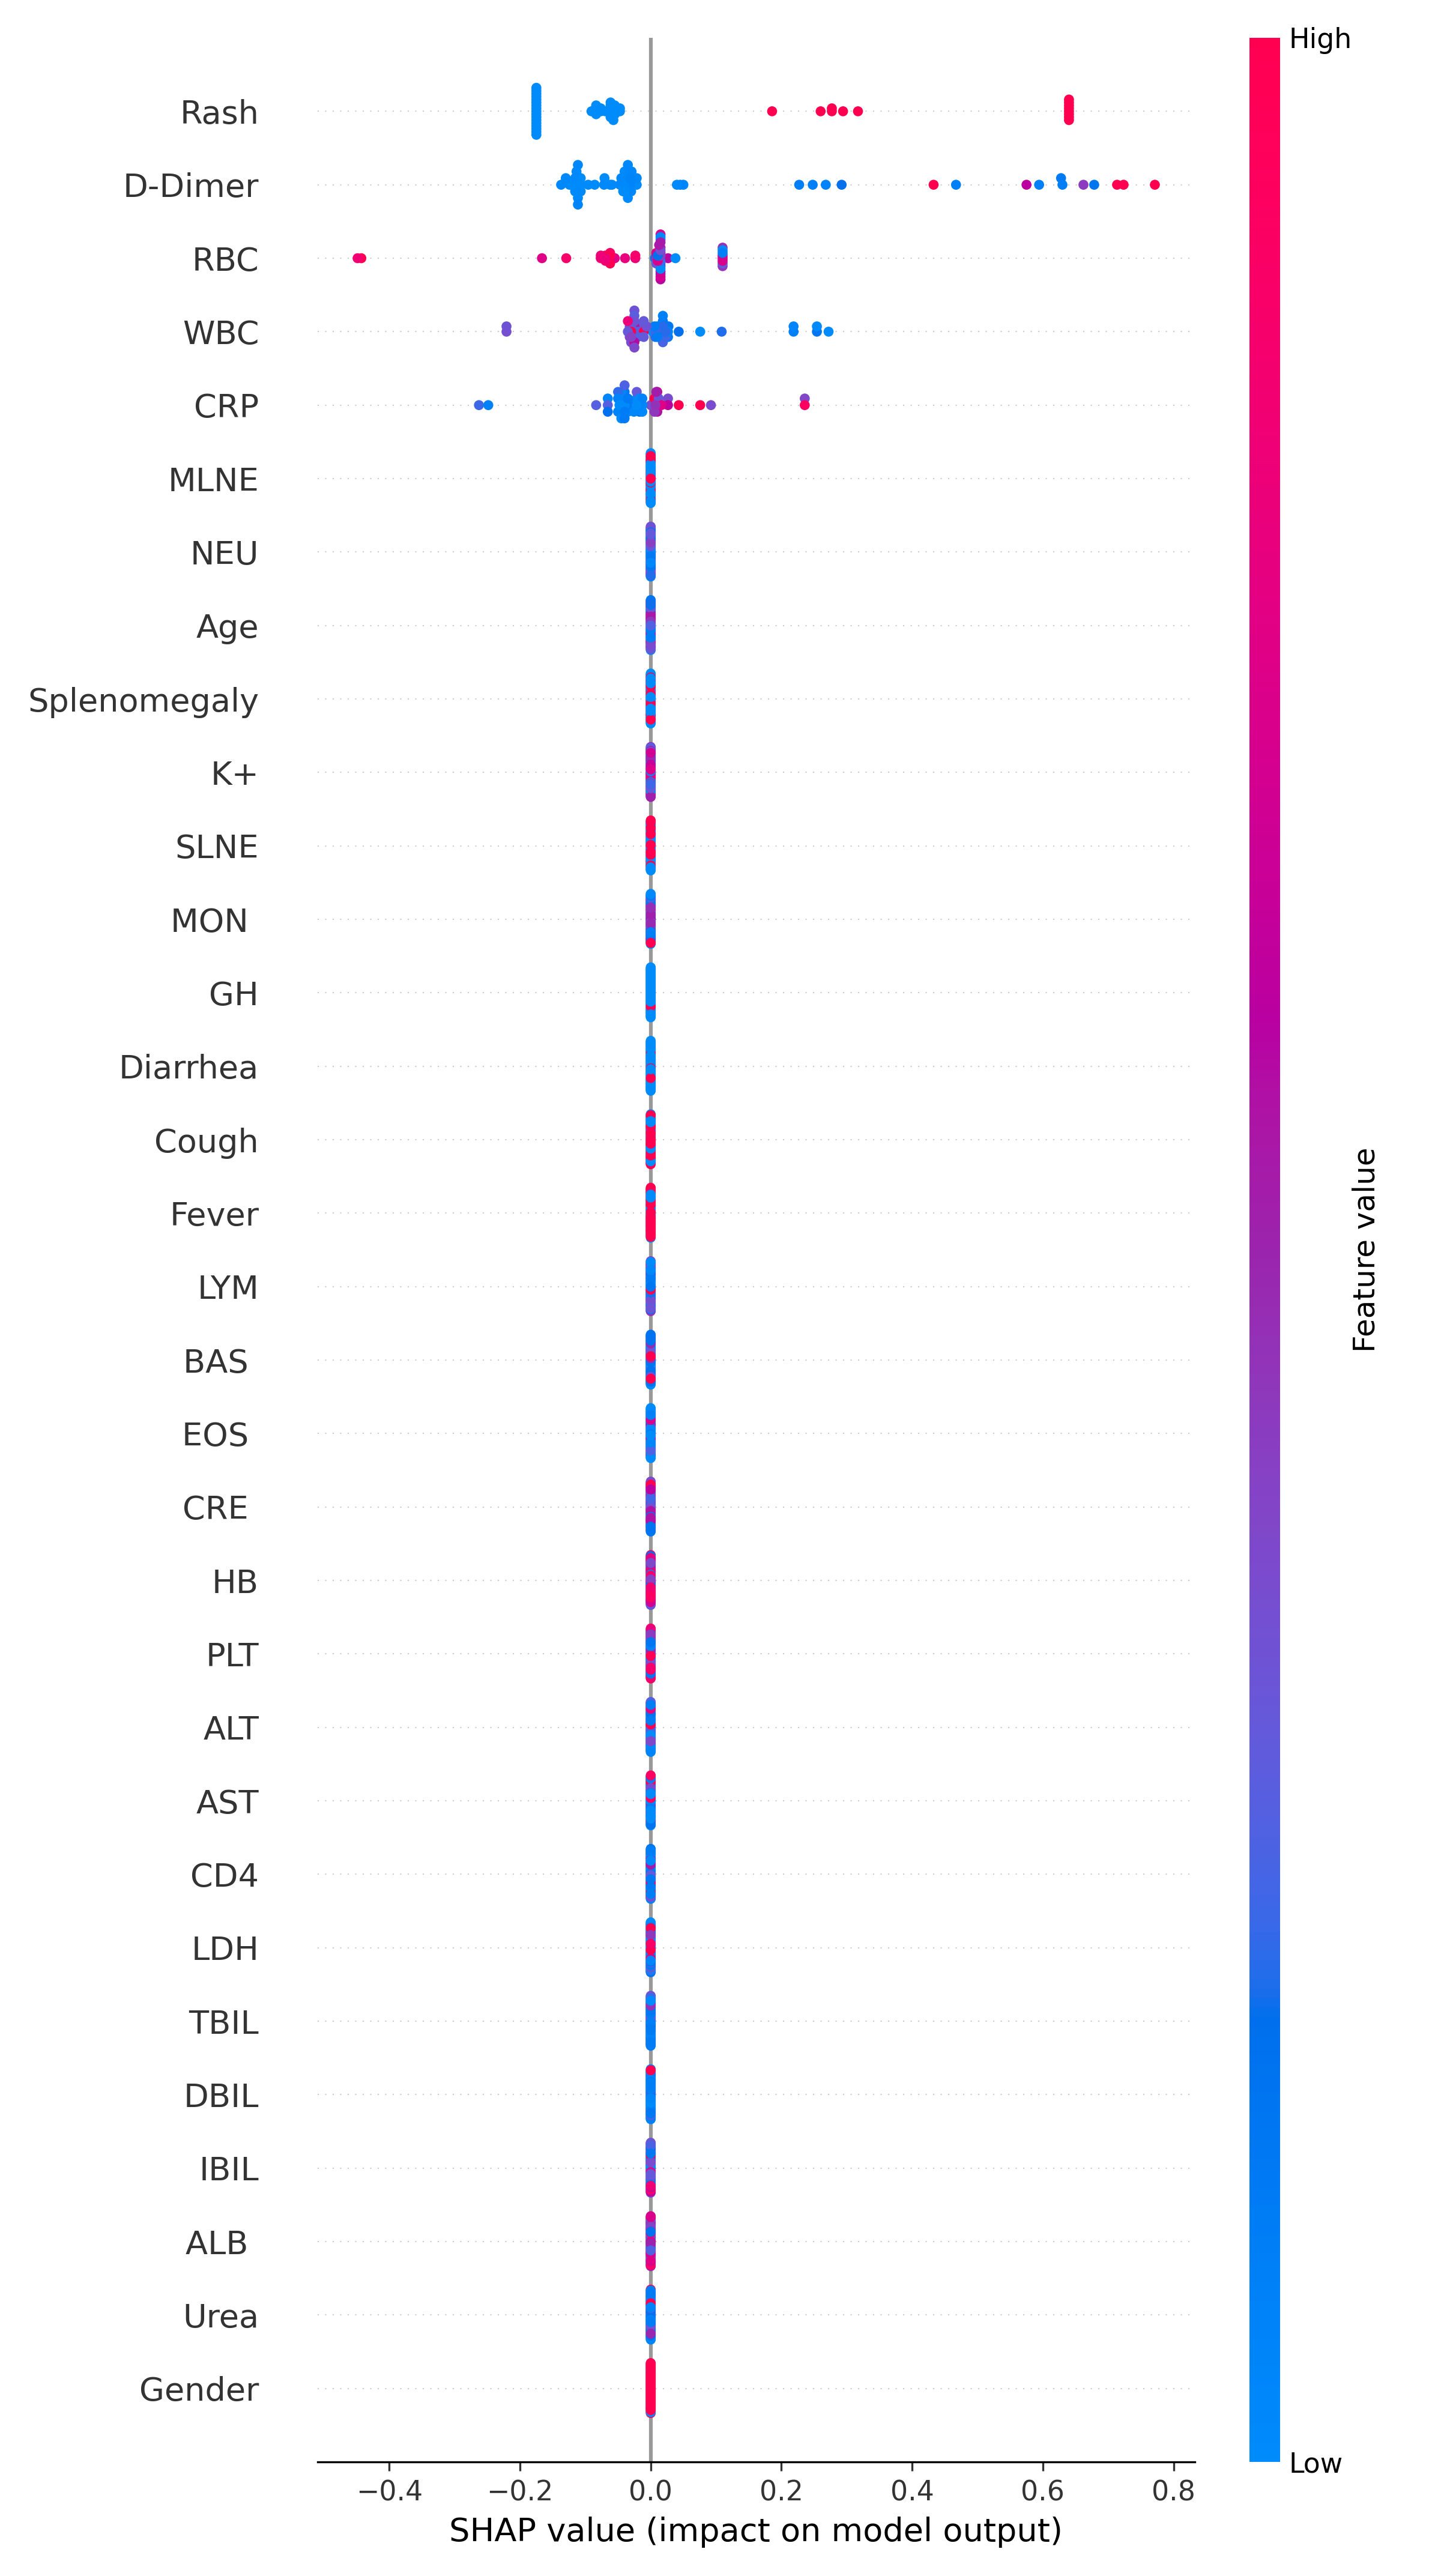 High
Rash
D-Dimer
RBC
WBC
CRP
MLNE
NEU
Age
Splenomegaly
K+
SLNE
MON
GH
Diarrhea
Cough
Fever
LYM
BAS
EOS
CRE
HB
PLT
ALT
AST
CD4
LDH
TBIL
DBIL
IBIL
ALB
Urea
Gender
Feature value
Low
−0.4 −0.2 0.0 0.2 0.4 0.6 0.8
SHAP value (impact on model output)